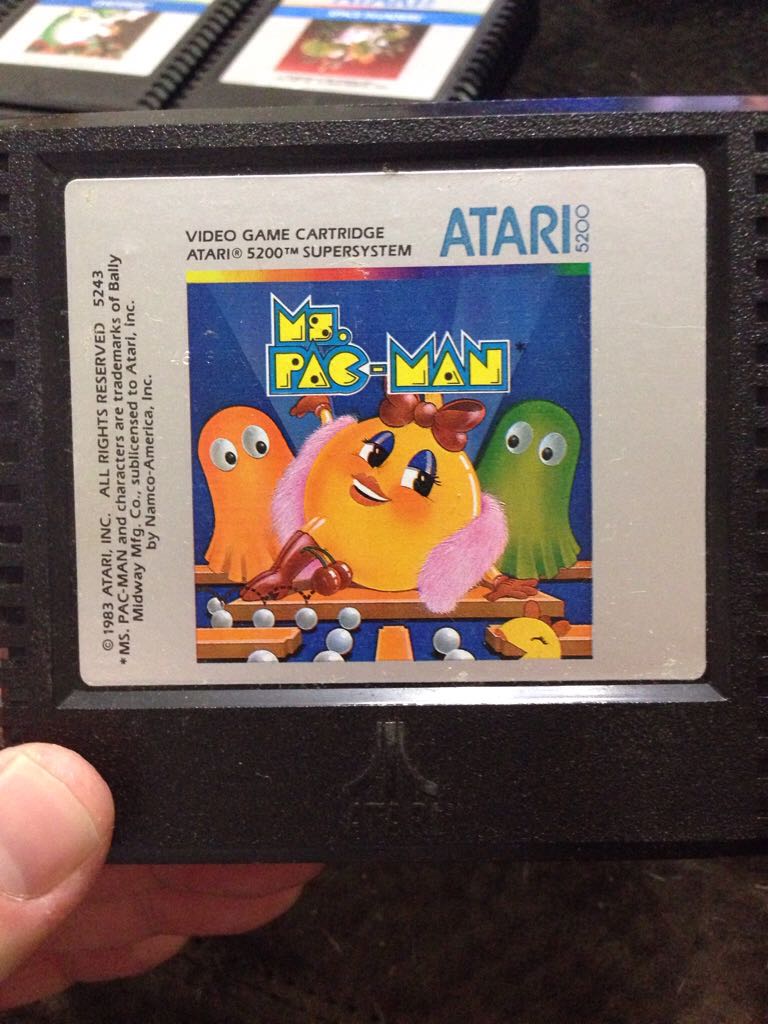 VIDEO GAME CARTRIDGE
ATARI® 5200™ SUPERSYSTEM
ATARI 5200
MS.
PAC-MAN*
© 1983 ATARI, INC. ALL RIGHTS RESERVED 5243
*MS. PAC-MAN and characters are trademarks of Bally
Midway Mfg. Co., sublicensed to Atari, Inc.
by Namco-America, Inc.
ATARI